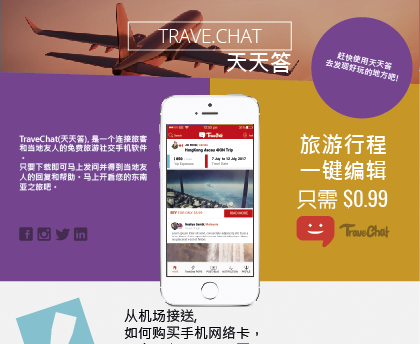 TRAVE.CHAT
天天答
赶快使用天天答
去发现好玩的地方吧!
TraveChat(天天答), 是一个连接旅客
和当地友人的免费旅游社交手机软件
。
只要下载即可马上发问并得到当地友
人的回复和帮助。马上开启您的东南
亚之旅吧。
旅游行程
一键编辑
只需 $0.99
TraveChat
HongKong Ascau 4D3N Trip
7 Jan to 12 July 2017
READ MORE
从机场接送,
如何购买手机网络卡，